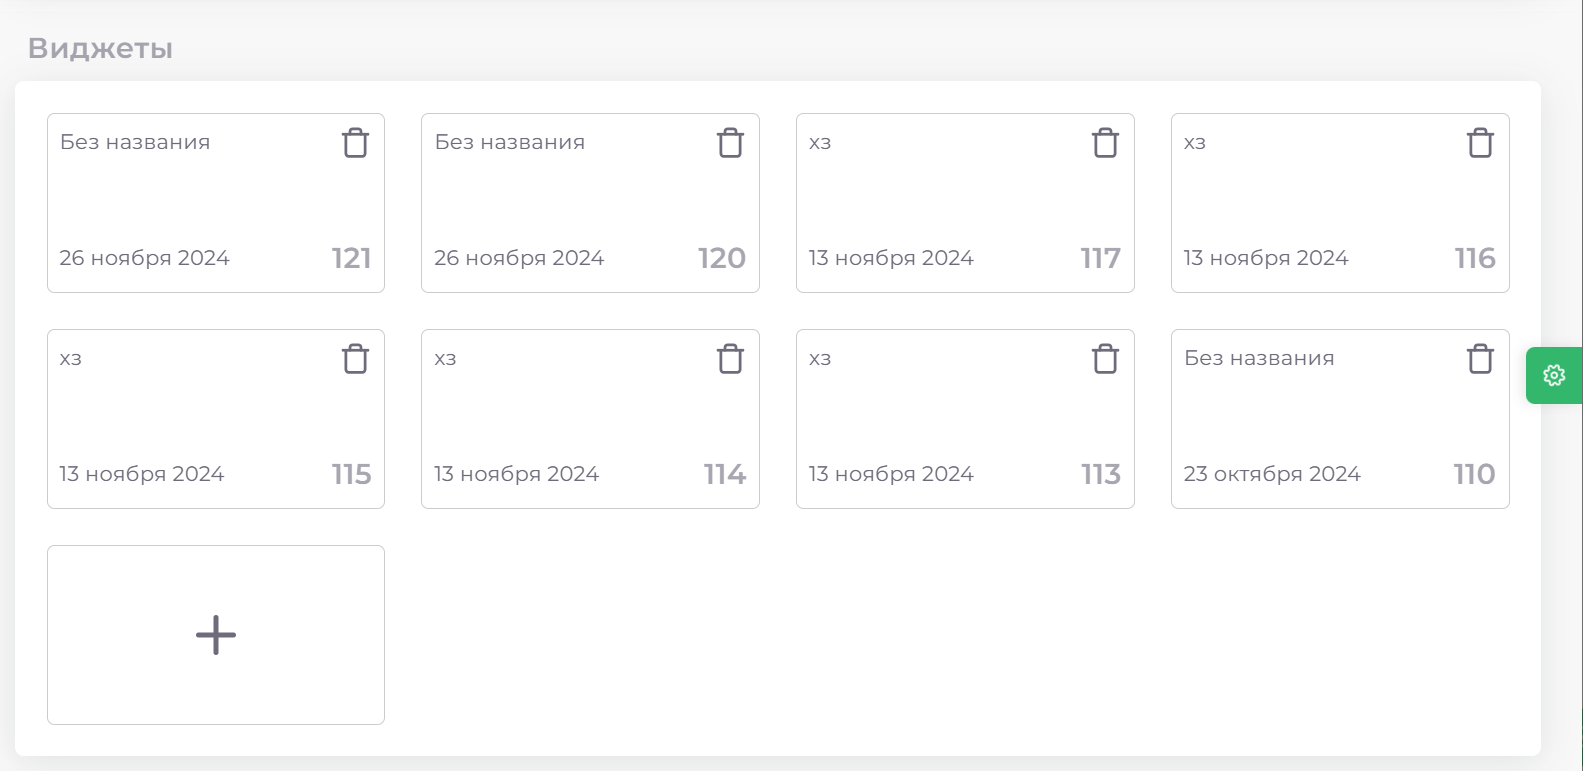 Виджеты
Без названия
26 ноября 2024 121
Без названия
26 ноября 2024 120
хз
13 ноября 2024 117
хз
13 ноября 2024 116
хз
13 ноября 2024 115
хз
13 ноября 2024 114
хз
13 ноября 2024 113
Без названия
23 октября 2024 110